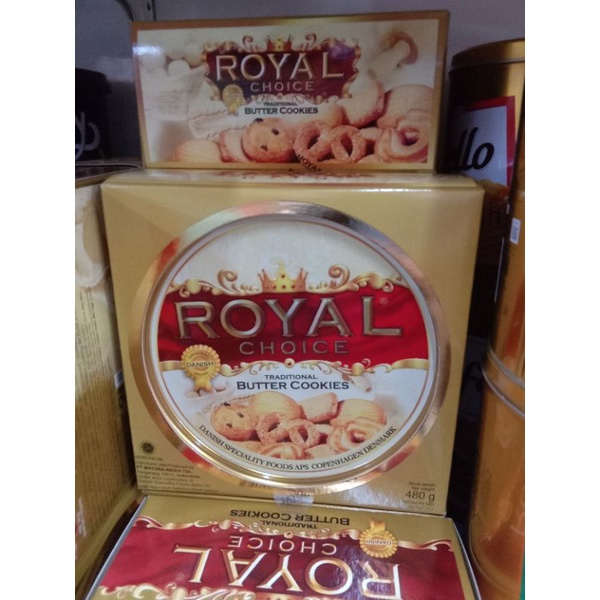 ROYAL
CHOICE
TRADITIONAL
BUTTER COOKIES
ROYAL
®
CHOICE
DANISH
TRADITIONAL
BUTTER COOKIES
DANISH SPECIALITY FOODS APS COPENHAGEN DENMARK
480 g
TRADITIONAL
BUTTER COOKIES
DANISH
CHOICE
ROYAL
llo